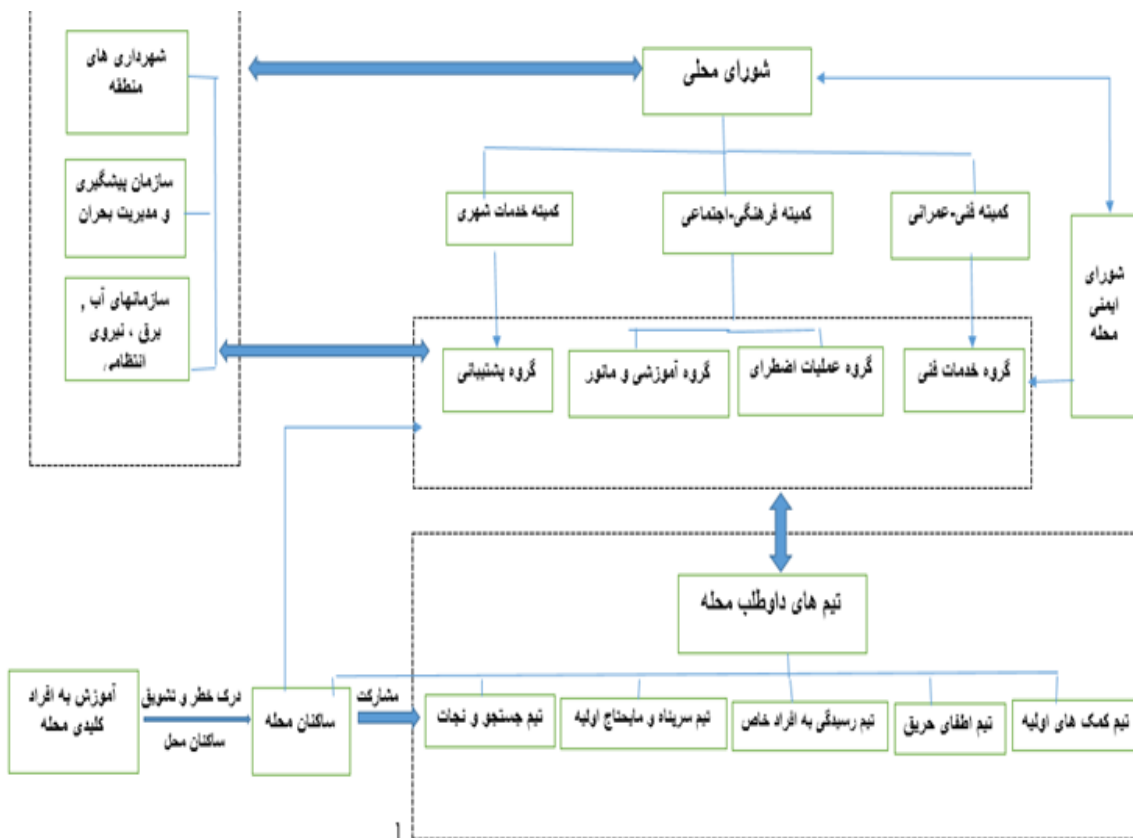 شهرداری های
منطقه
سازمان پیشگیری
و مدیریت بحران
سازمانهای آب ,
برق ، نیروی
انتظامی,
شورای محلی
کمیته خدمات شهری
کمیته فرهنگی-اجتماعی
کمیته فنی-عمرانی
شورای
ایمنی
محله
گروه پشتیبانی
گروه آموزشی و مانور
گروه عملیات اضطرای
گروه خدمات فنی
تیم های داوطلب محله
تیم جستجو و نجات
تیم سرپناه و مایحتاج اولیه
تیم رسیدگی به افراد خاص
تیم اطفای حریق
تیم کمک های اولیه
آموزش به افراد
کلیدی محله
درک خطر و تشویق
ساکنان محل
ساکنان محله
مشارکت
1